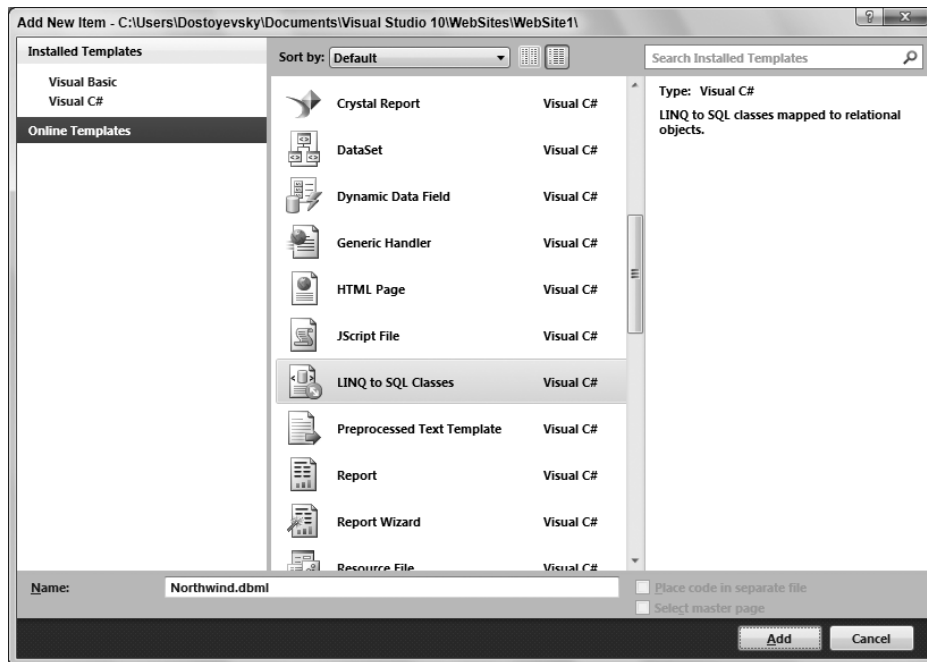 Add New Item - C:\Users\Dostoyevsky\Documents\Visual Studio 10\WebSites\WebSite1\
Installed Templates
Visual Basic
Visual C#
Online Templates
Sort by: Default
Crystal Report Visual C#
DataSet Visual C#
Dynamic Data Field Visual C#
Generic Handler Visual C#
HTML Page Visual C#
JScript File Visual C#
LINQ to SQL Classes Visual C#
Preprocessed Text Template Visual C#
Report Visual C#
Report Wizard Visual C#
Resource File Visual C#
Search Installed Templates
Type: Visual C#
LINQ to SQL classes mapped to relational
objects.
Name: Northwind.dbml
Place code in separate file
Select master page
Add Cancel